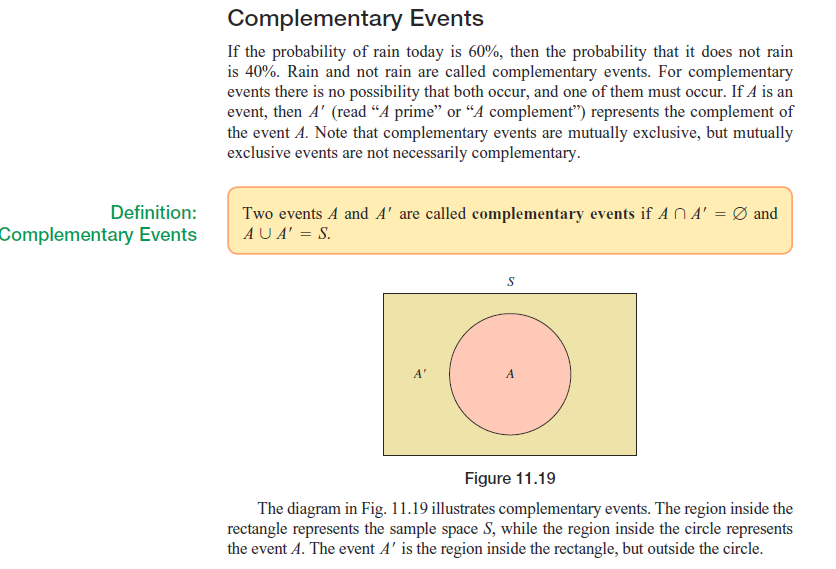 Complementary Events
If the probability of rain today is 60%, then the probability that it does not rain
is 40%. Rain and not rain are called complementary events. For complementary
events there is no possibility that both occur, and one of them must occur. If A is an
event, then A′ (read “A prime” or “A complement”) represents the complement of
the event A. Note that complementary events are mutually exclusive, but mutually
exclusive events are not necessarily complementary.
Definition:
Complementary Events
Two events A and A′ are called complementary events if A ∩ A′ = ∅ and
A ∪ A′ = S.
S
A′
A
Figure 11.19
The diagram in Fig. 11.19 illustrates complementary events. The region inside the
rectangle represents the sample space S, while the region inside the circle represents
the event A. The event A′ is the region inside the rectangle, but outside the circle.